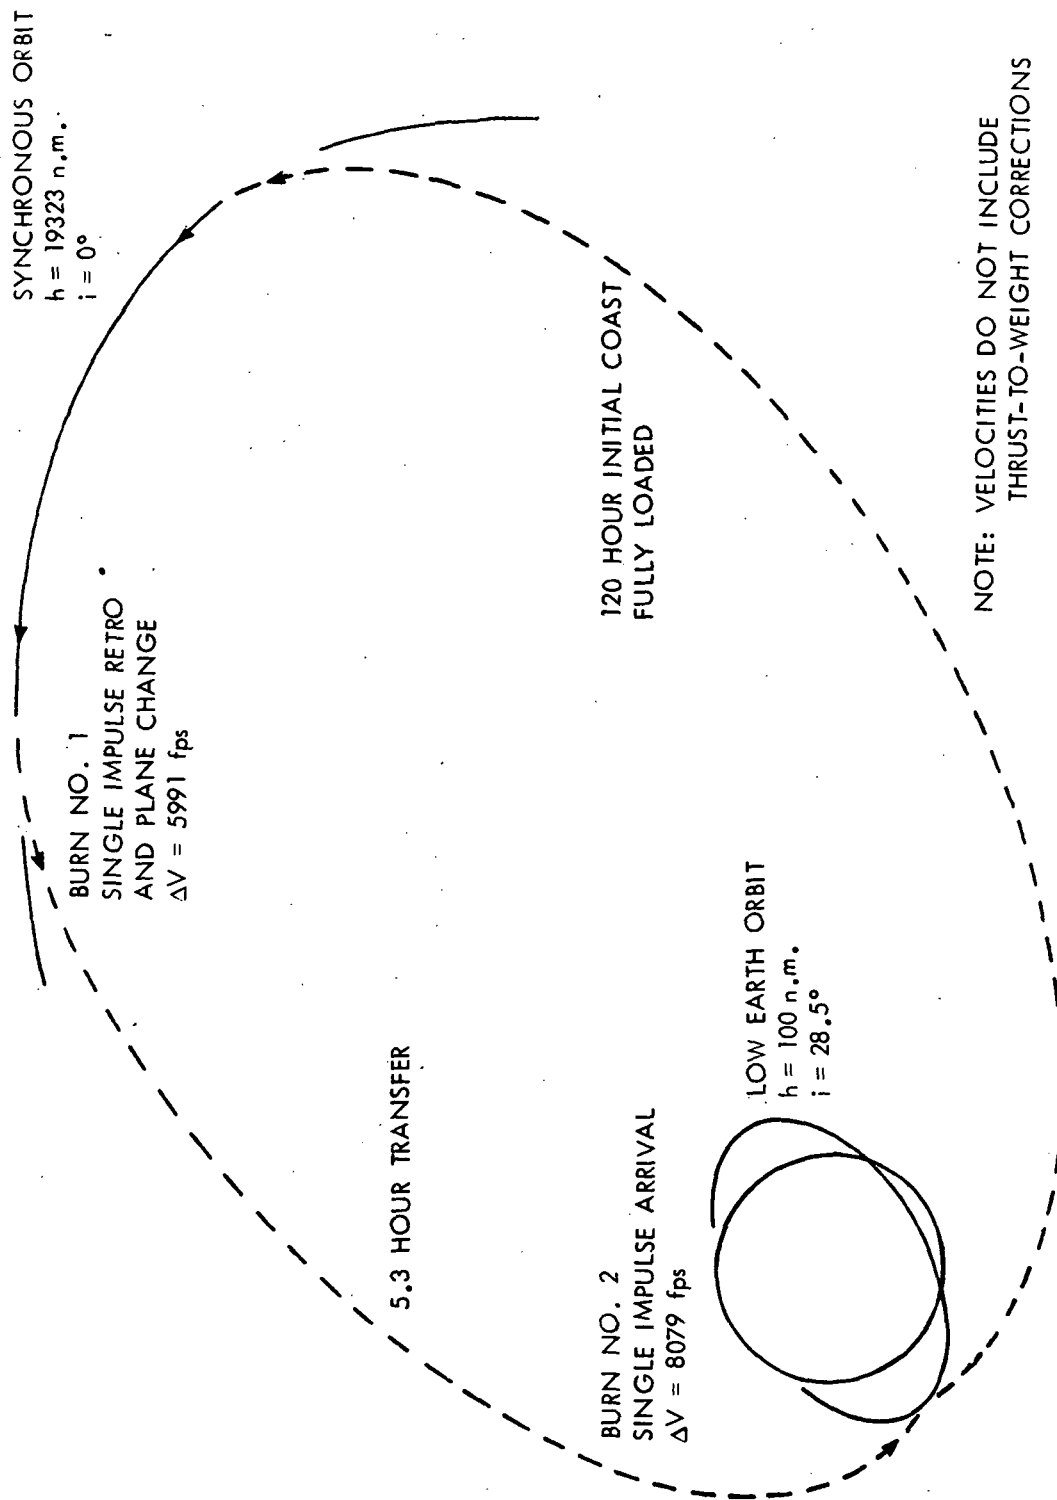 SYNCHRONOUS ORBIT
h = 19323 n.m.
i = 0°
BURN NO. 1
SINGLE IMPULSE RETRO
AND PLANE CHANGE
ΔV = 5991 fps
5.3 HOUR TRANSFER
120 HOUR INITIAL COAST
FULLY LOADED
BURN NO. 2
SINGLE IMPULSE ARRIVAL
ΔV = 8079 fps
LOW EARTH ORBIT
h = 100 n.m.
i = 28.5°
NOTE: VELOCITIES DO NOT INCLUDE
THRUST-TO-WEIGHT CORRECTIONS